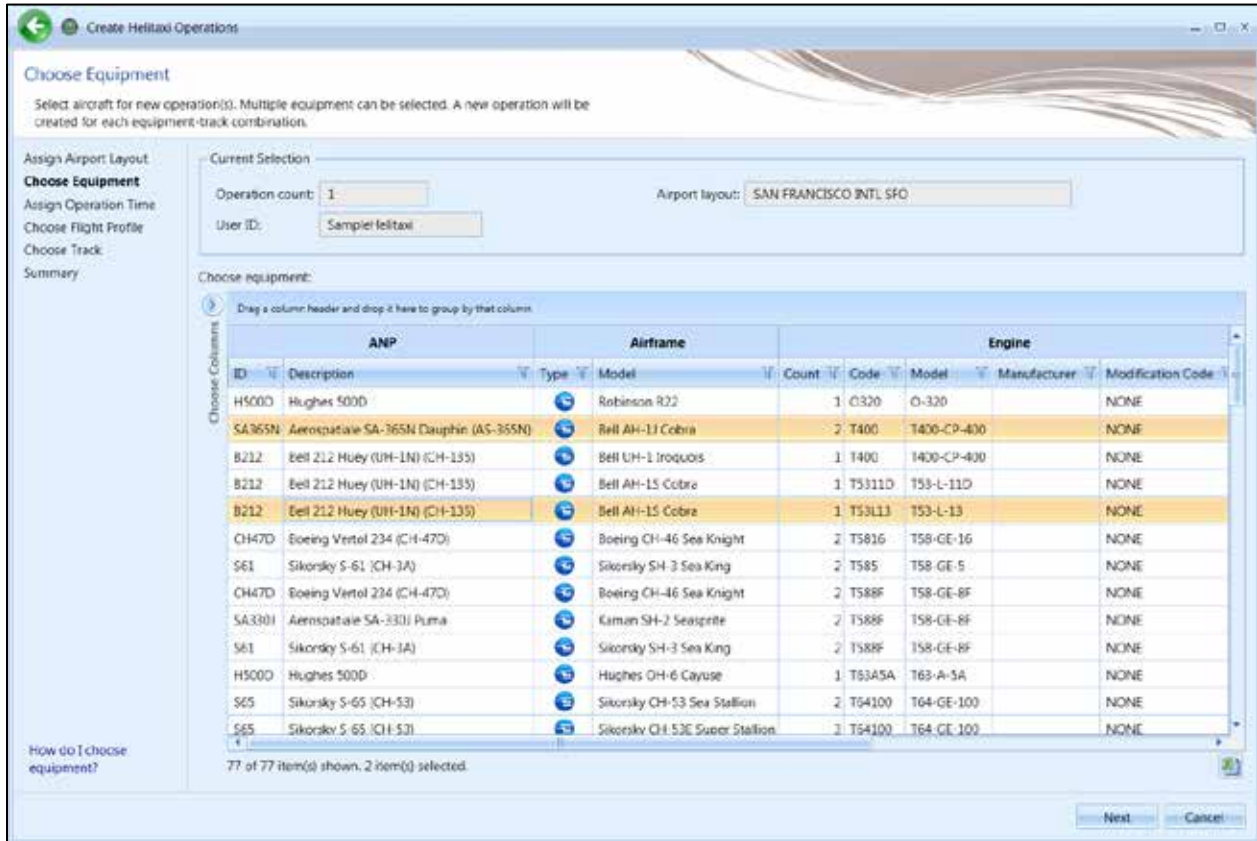 Create Helitaxi Operations
Choose Equipment
Select aircraft for new operation(s). Multiple equipment can be selected. A new operation will be
created for each equipment-track combination.
Assign Airport Layout
Choose Equipment
Assign Operation Time
Choose Flight Profile
Choose Track
Summary
How do I choose
equipment?
Current Selection
Operation count: 1 Airport layout: SAN FRANCISCO INTL SFO
User ID: SampleHelitaxi
Choose equipment:
Choose Columns
Drag a column header and drop it here to group by that column
ANP Airframe Engine
ID Description Type Model Count Code Model Manufacturer Modification Code
H500D Hughes 500D Robinson R22 1 O320 O-320 NONE
SA365N Aerospatiale SA-365N Dauphin (AS-365N) Bell AH-1J Cobra 2 T400 T400-CP-400 NONE
B212 Bell 212 Huey (UH-1N) (CH-135) Bell UH-1 Iroquois 1 T400 T400-CP-400 NONE
B212 Bell 212 Huey (UH-1N) (CH-135) Bell AH-1S Cobra 1 T5311D T53-L-11D NONE
B212 Bell 212 Huey (UH-1N) (CH-135) Bell AH-1S Cobra 1 T53L13 T53-L-13 NONE
CH47D Boeing Vertol 234 (CH-47D) Boeing CH-46 Sea Knight 2 T5816 T58-GE-16 NONE
S61 Sikorsky S-61 (CH-3A) Sikorsky SH-3 Sea King 2 T585 T58-GE-5 NONE
CH47D Boeing Vertol 234 (CH-47D) Boeing CH-46 Sea Knight 2 T588F T58-GE-8F NONE
SA330J Aerospatiale SA-330J Puma Kaman SH-2 Seasprite 2 T588F T58-GE-8F NONE
S61 Sikorsky S-61 (CH-3A) Sikorsky SH-3 Sea King 2 T588F T58-GE-8F NONE
H500D Hughes 500D Hughes OH-6 Cayuse 1 T63A5A T63-A-5A NONE
S65 Sikorsky S-65 (CH-53) Sikorsky CH-53 Sea Stallion 2 T64100 T64-GE-100 NONE
S65 Sikorsky S-65 (CH-53) Sikorsky CH-53E Super Stallion T64100 T64-GE-100 NONE
77 of 77 item(s) shown. 2 item(s) selected.
Next Cancel